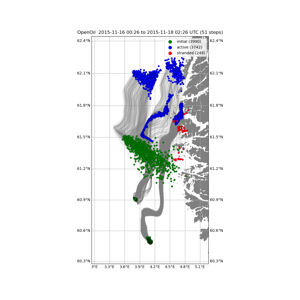 OpenOil 2015-11-16 00:26 to 2015-11-18 02:26 UTC (51 steps)
initial (3990)
active (3742)
stranded (248)
62.4°N 62.4°N
62.1°N 62.1°N
61.8°N 61.8°N
61.5°N 61.5°N
61.2°N 61.2°N
60.9°N 60.9°N
60.6°N 60.6°N
60.3°N 60.3°N
3°E 3.3°E 3.6°E 3.9°E 4.2°E 4.5°E 4.8°E 5.1°E